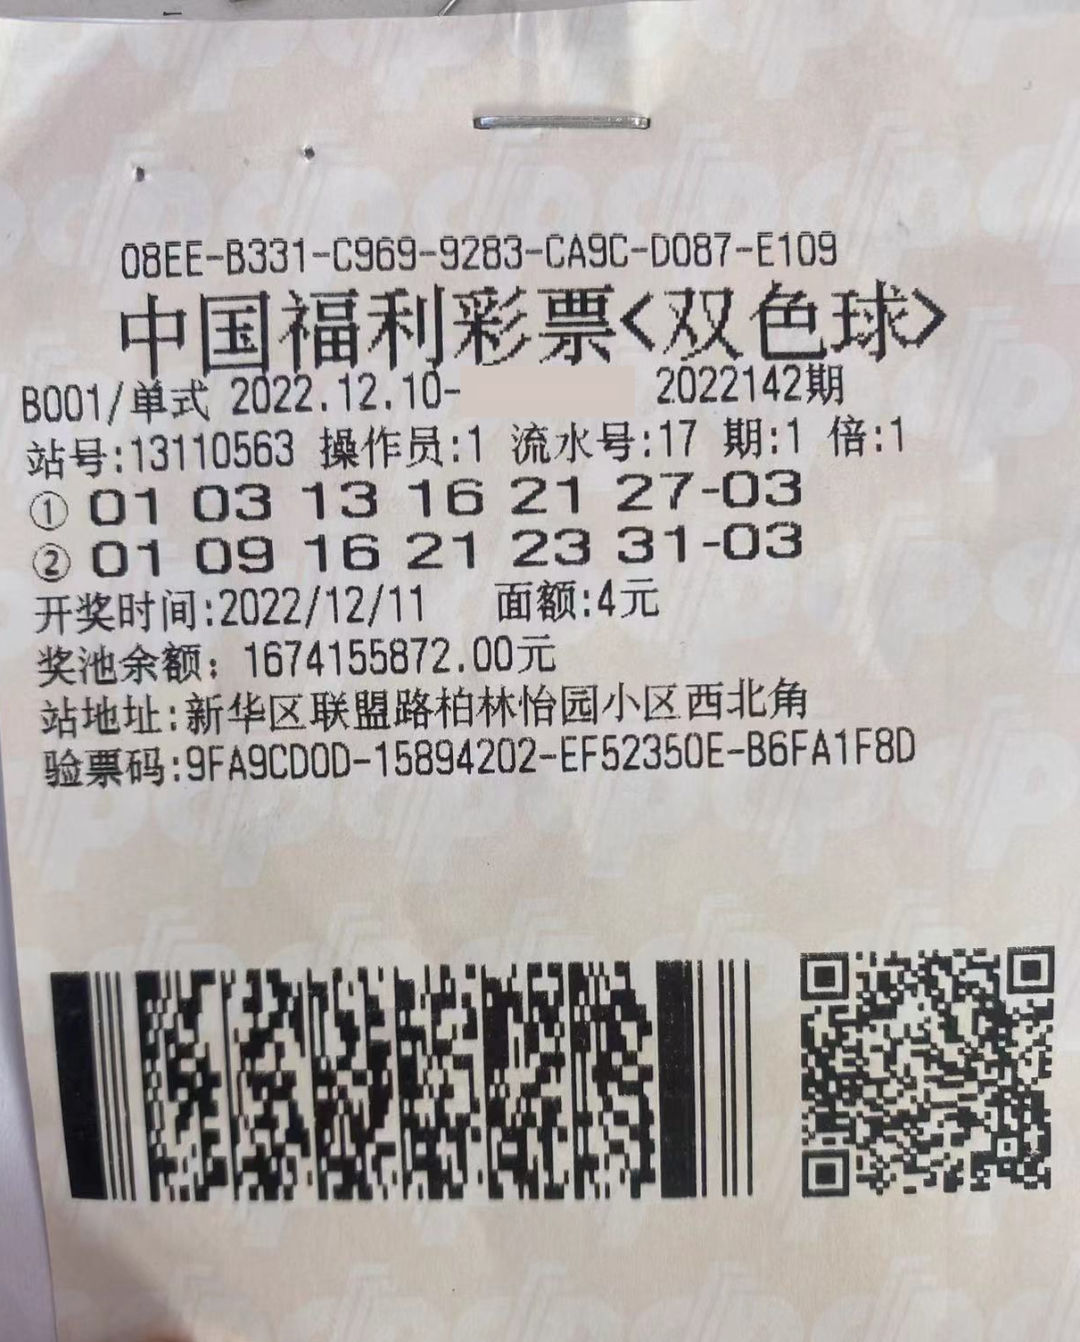 08EE-B331-C969-9283-CA9C-D087-E109
中国福利彩票<双色球>
B001/单式 2022.12.10- 2022142期
站号:13110563 操作员:1 流水号:17 期:1 倍:1
① 01 03 13 16 21 27-03
② 01 09 16 21 23 31-03
开奖时间:2022/12/11 面额:4元
奖池余额: 1674155872.00元
站地址:新华区联盟路柏林怡园小区西北角
验票码:9FA9CD0D-15894202-EF52350E-B6FA1F8D